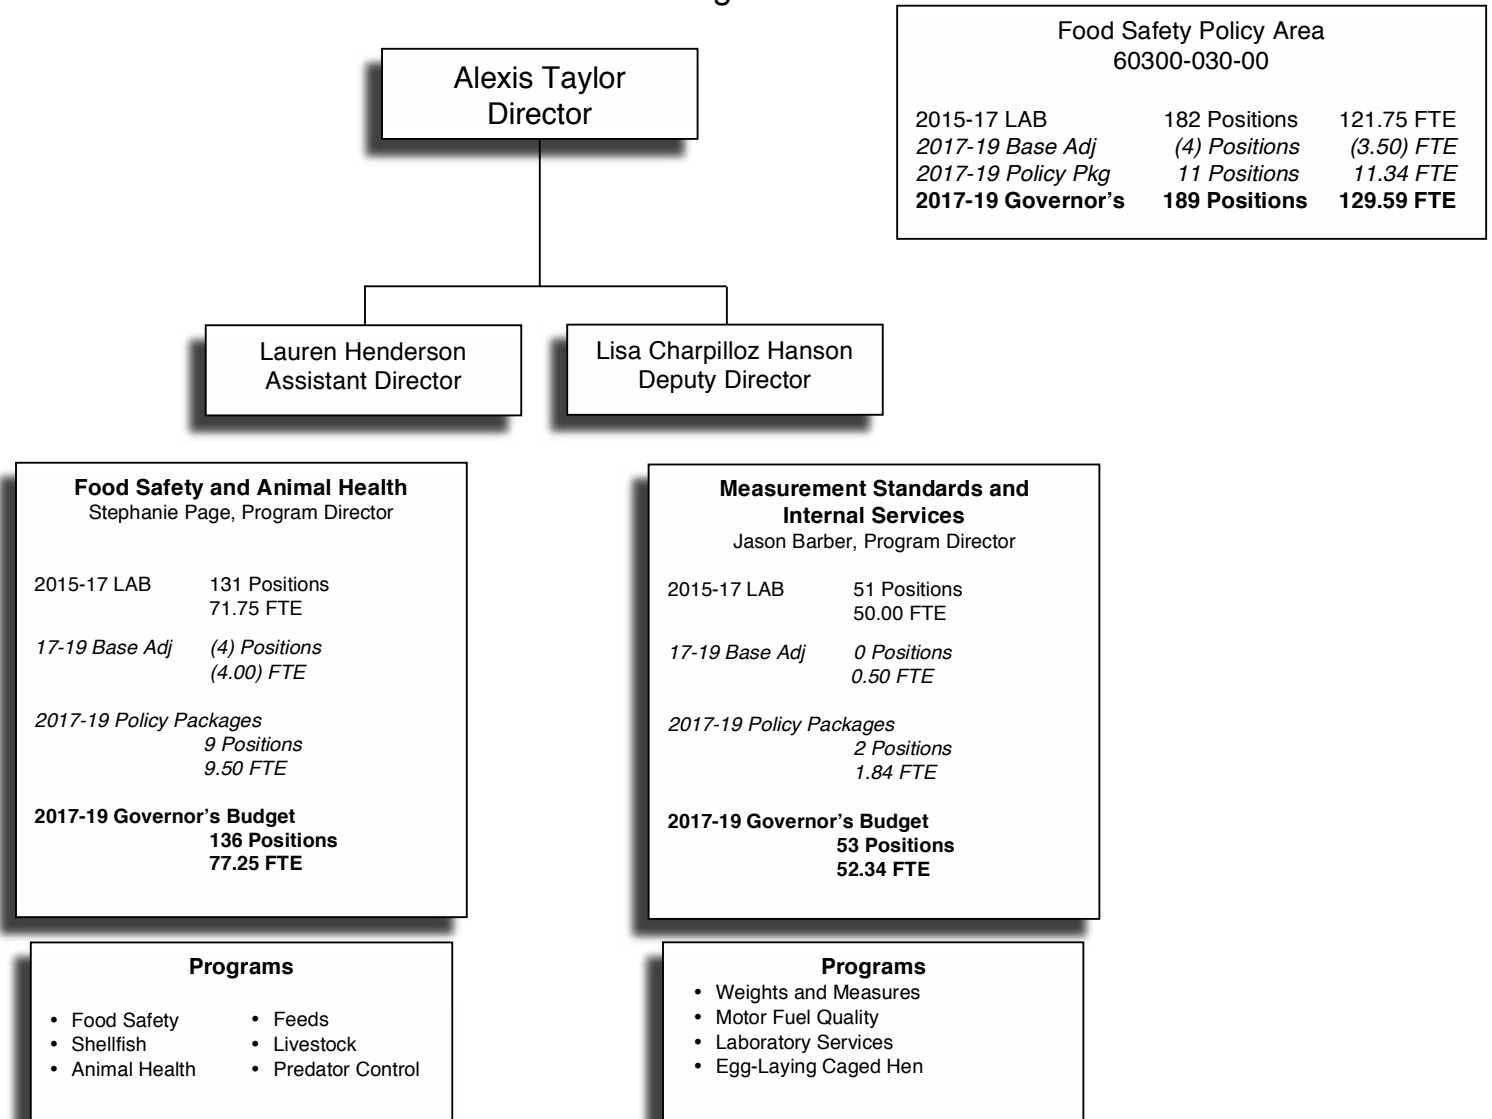 Alexis Taylor
Director
Food Safety Policy Area
60300-030-00
2015-17 LAB 182 Positions 121.75 FTE
2017-19 Base Adj (4) Positions (3.50) FTE
2017-19 Policy Pkg 11 Positions 11.34 FTE
2017-19 Governor's 189 Positions 129.59 FTE
Lauren Henderson
Assistant Director
Lisa Charpilloz Hanson
Deputy Director
Food Safety and Animal Health
Stephanie Page, Program Director
2015-17 LAB 131 Positions
71.75 FTE
17-19 Base Adj (4) Positions
(4.00) FTE
2017-19 Policy Packages
9 Positions
9.50 FTE
2017-19 Governor's Budget
136 Positions
77.25 FTE
Measurement Standards and
Internal Services
Jason Barber, Program Director
2015-17 LAB 51 Positions
50.00 FTE
17-19 Base Adj 0 Positions
0.50 FTE
2017-19 Policy Packages
2 Positions
1.84 FTE
2017-19 Governor's Budget
53 Positions
52.34 FTE
Programs
• Food Safety • Feeds
• Shellfish • Livestock
• Animal Health • Predator Control
Programs
• Weights and Measures
• Motor Fuel Quality
• Laboratory Services
• Egg-Laying Caged Hen